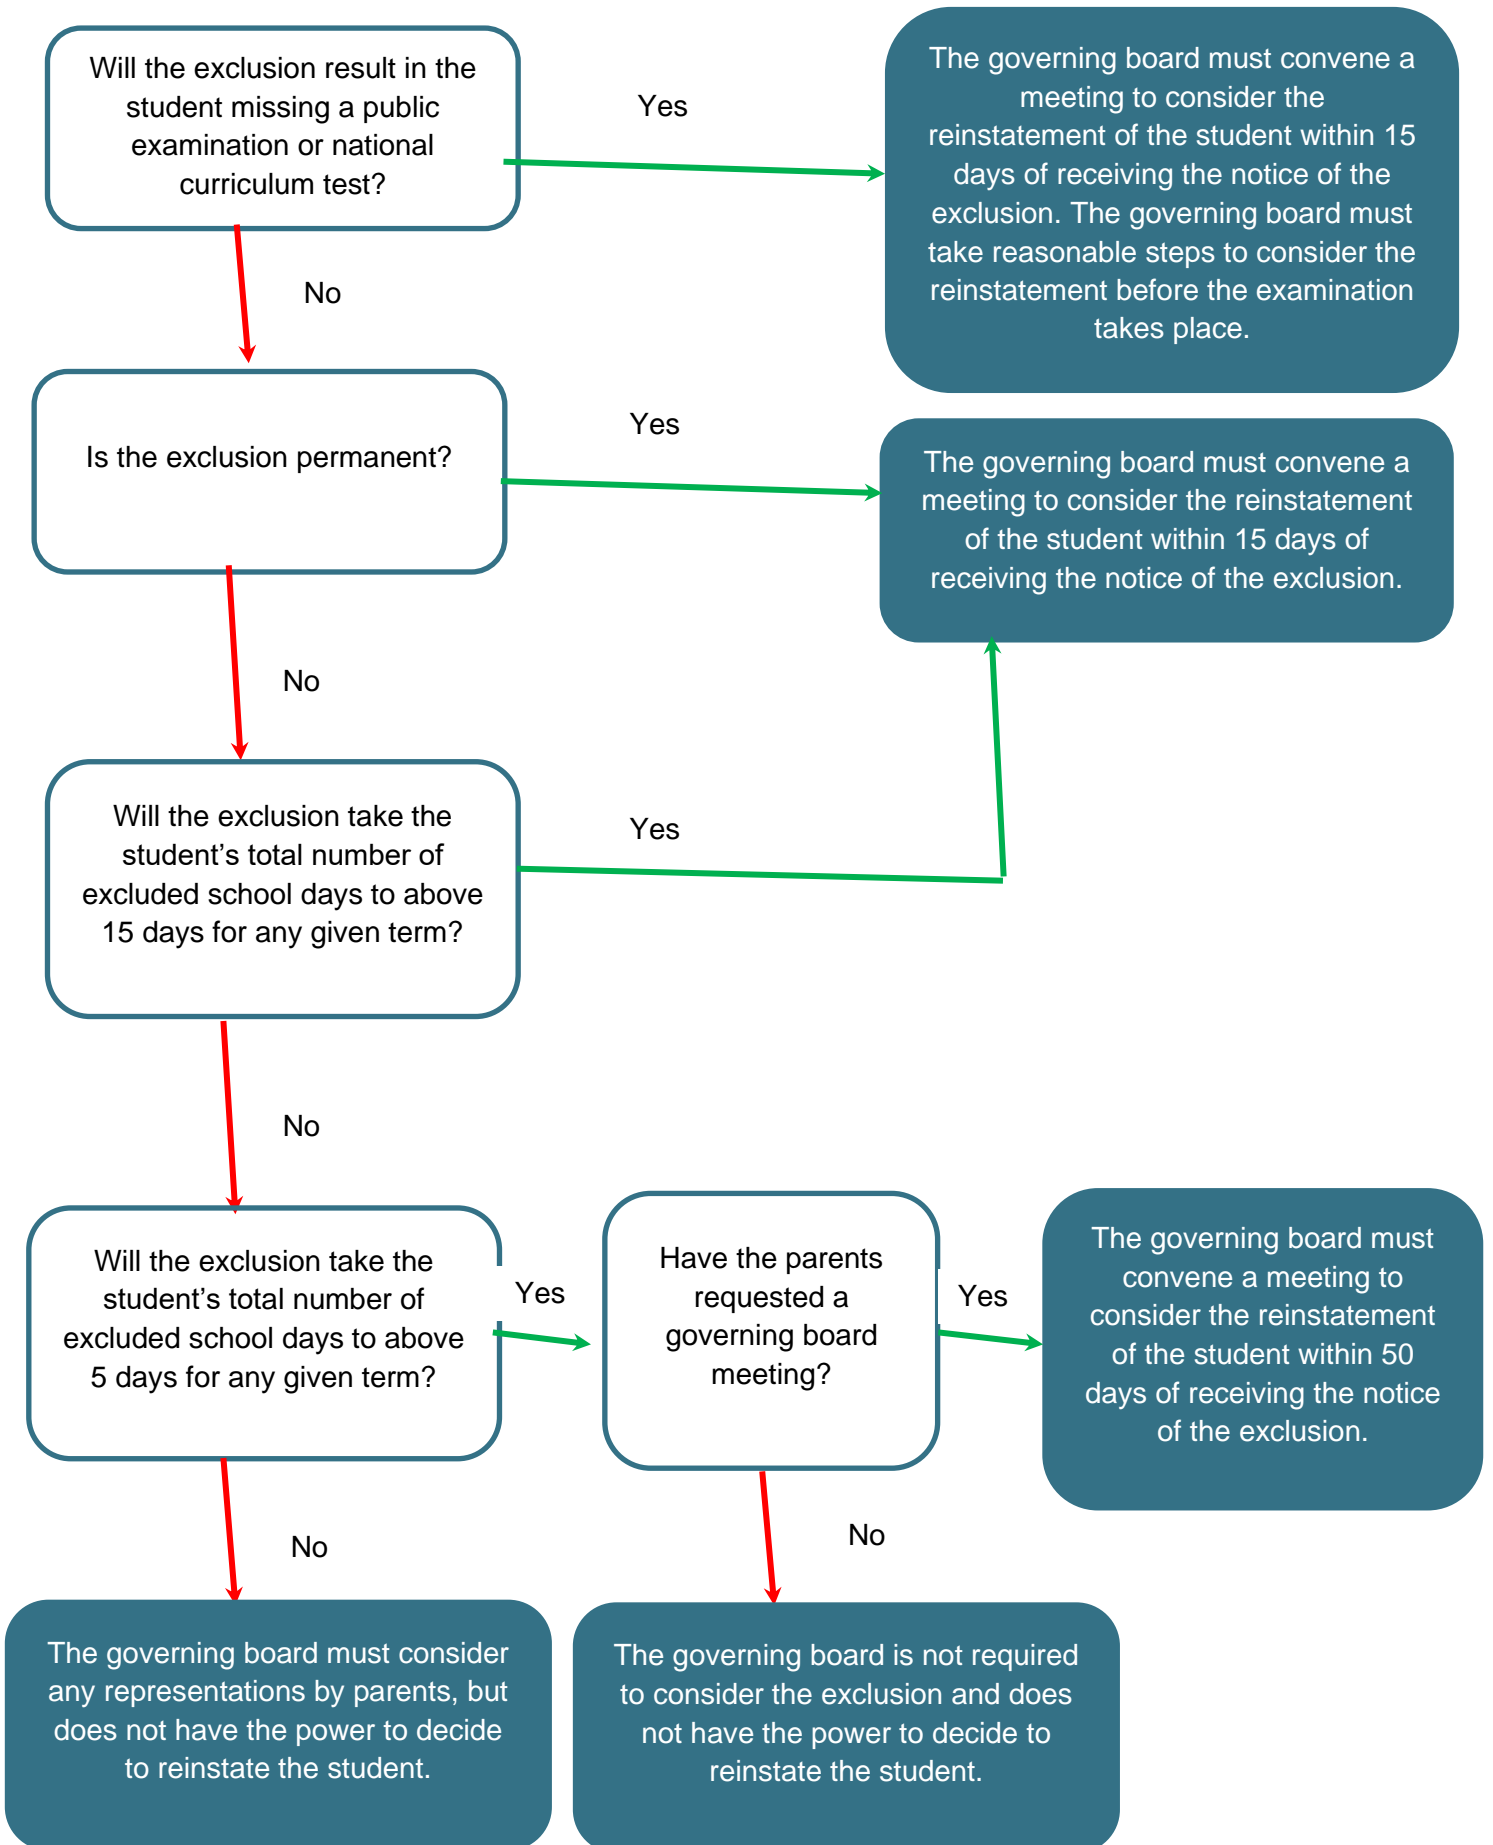 Will the exclusion result in the
student missing a public
examination or national
curriculum test?
Yes
The governing board must convene a
meeting to consider the
reinstatement of the student within 15
days of receiving the notice of the
exclusion. The governing board must
take reasonable steps to consider the
reinstatement before the examination
takes place.
No
Is the exclusion permanent?
Yes
The governing board must convene a
meeting to consider the reinstatement
of the student within 15 days of
receiving the notice of the exclusion.
No
Will the exclusion take the
student’s total number of
excluded school days to above
15 days for any given term?
Yes
No
Will the exclusion take the
student’s total number of
excluded school days to above
5 days for any given term?
Yes
Have the parents
requested a
governing board
meeting?
Yes
The governing board must
convene a meeting to
consider the reinstatement
of the student within 50
days of receiving the notice
of the exclusion.
No
No
The governing board must consider
any representations by parents, but
does not have the power to decide
to reinstate the student.
The governing board is not required
to consider the exclusion and does
not have the power to decide to
reinstate the student.